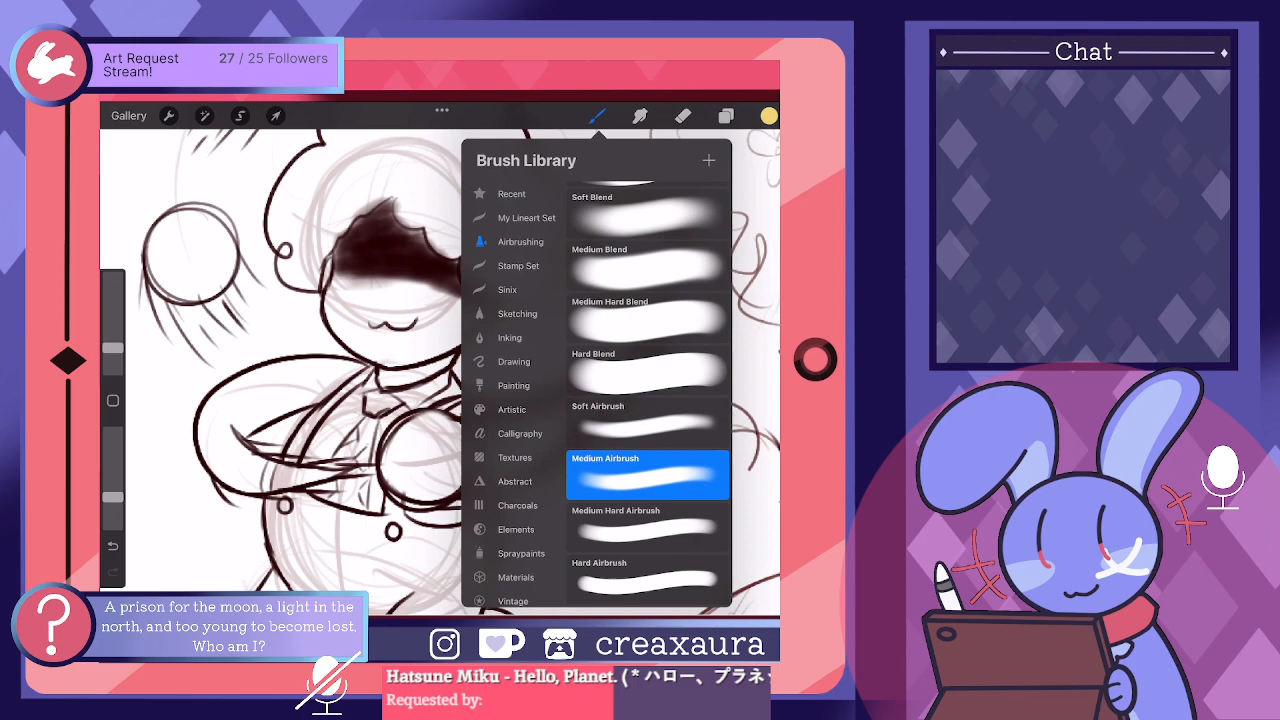 Art Request
Stream!
27 / 25 Followers
Chat
Gallery
Brush Library
Recent
My Lineart Set
Airbrushing
Stamp Set
Sinix
Sketching
Inking
Drawing
Painting
Artistic
Calligraphy
Textures
Abstract
Charcoals
Elements
Spraypaints
Materials
Vintage
Soft Blend
Medium Blend
Medium Hard Blend
Hard Blend
Soft Airbrush
Medium Airbrush
Medium Hard Airbrush
Hard Airbrush
A prison for the moon, a light in the
north, and too young to become lost.
Who am I?
creaxaura
Hatsune Miku - Hello, Planet. (* ハロー、プラネッ
Requested by: